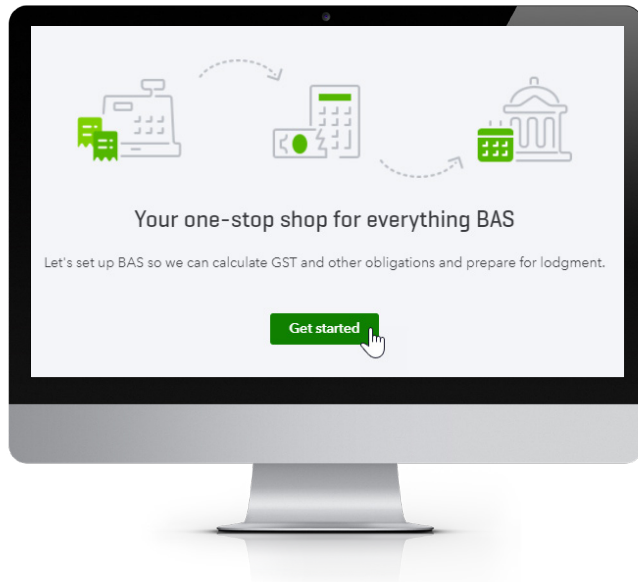 Your one-stop shop for everything BAS
Let's set up BAS so we can calculate GST and other obligations and prepare for lodgment.
Get started